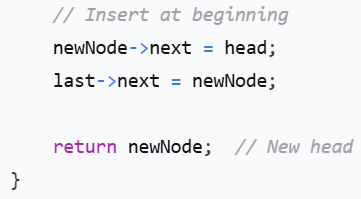 // Insert at beginning
newNode->next = head;
last->next = newNode;
return newNode;  // New head
}